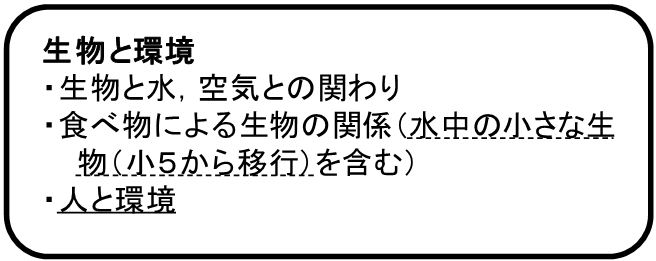 生物と環境
・生物と水，空気との関わり
・食べ物による生物の関係（水中の小さな生
物（小５から移行）を含む）
・人と環境